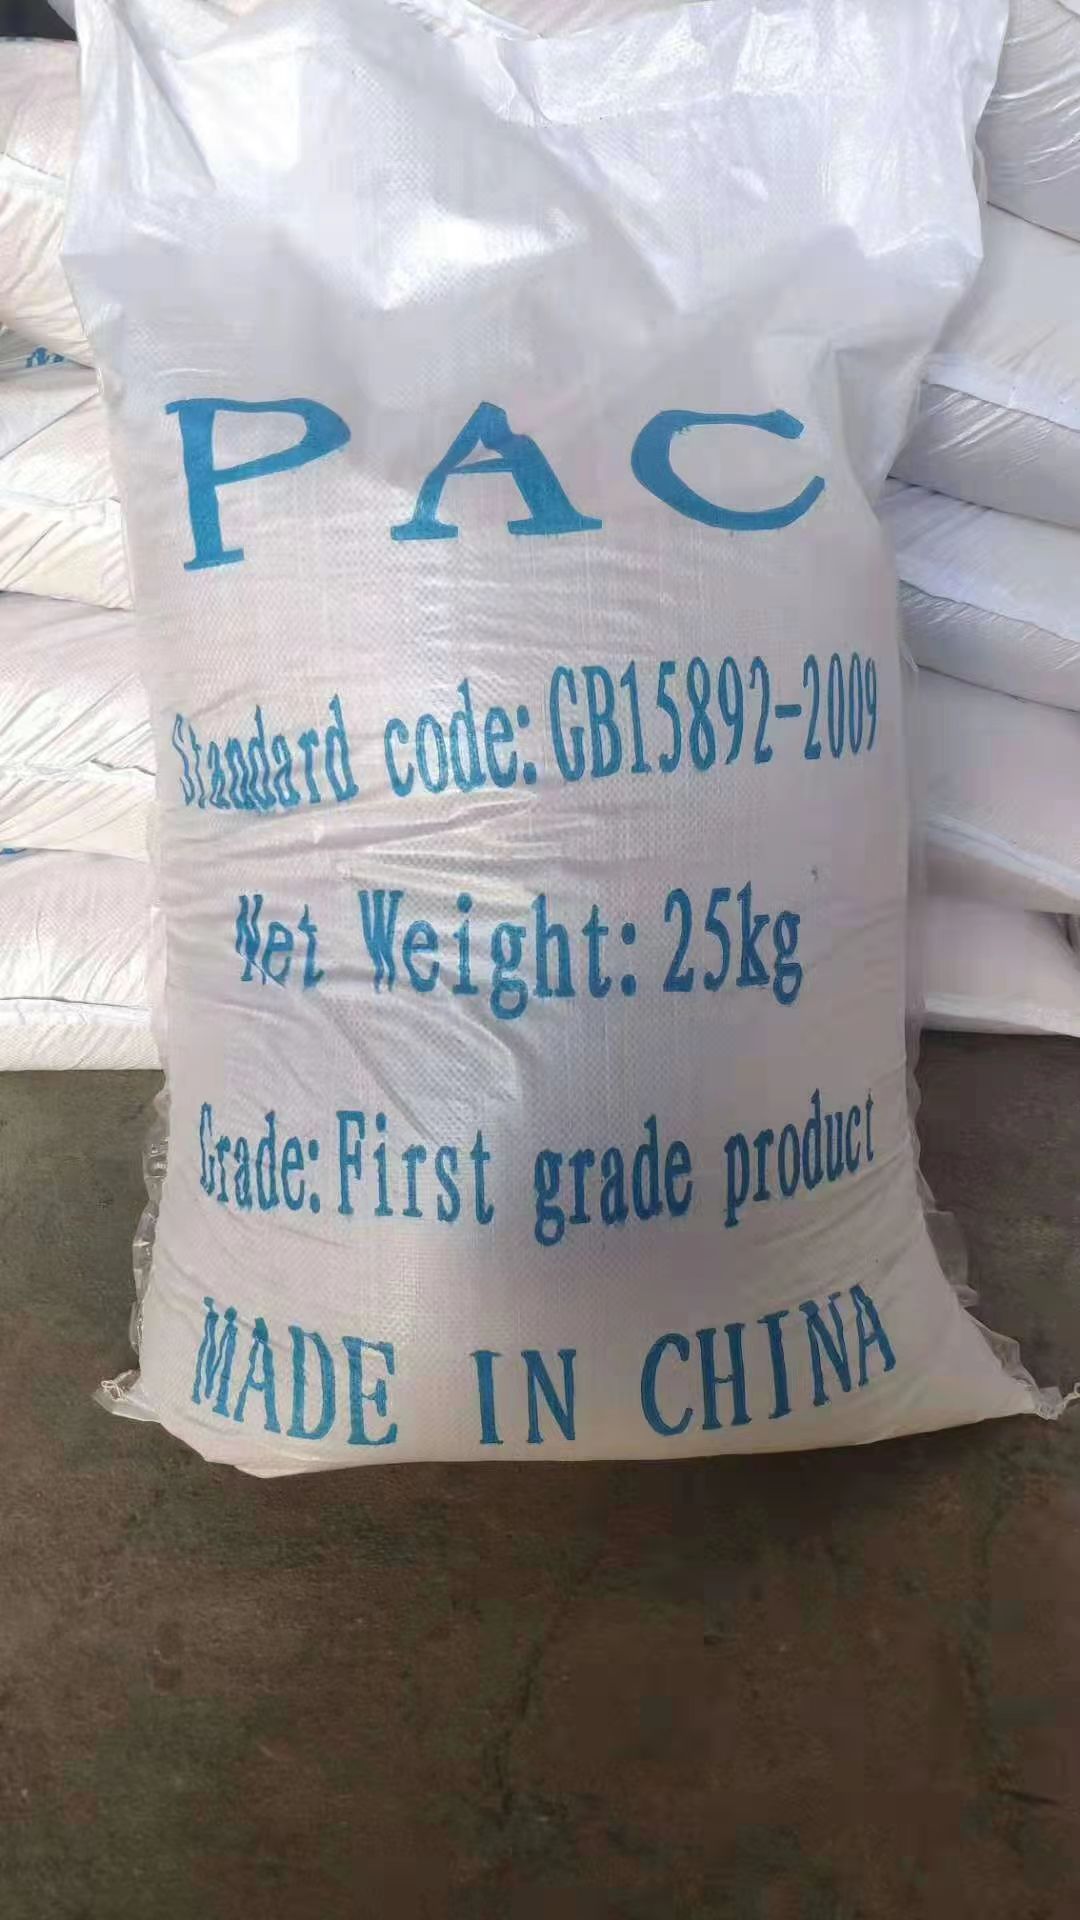 PAC
Standard code:GB15892-2009
Net Weight:25kg
Grade:First grade product
MADE IN CHINA